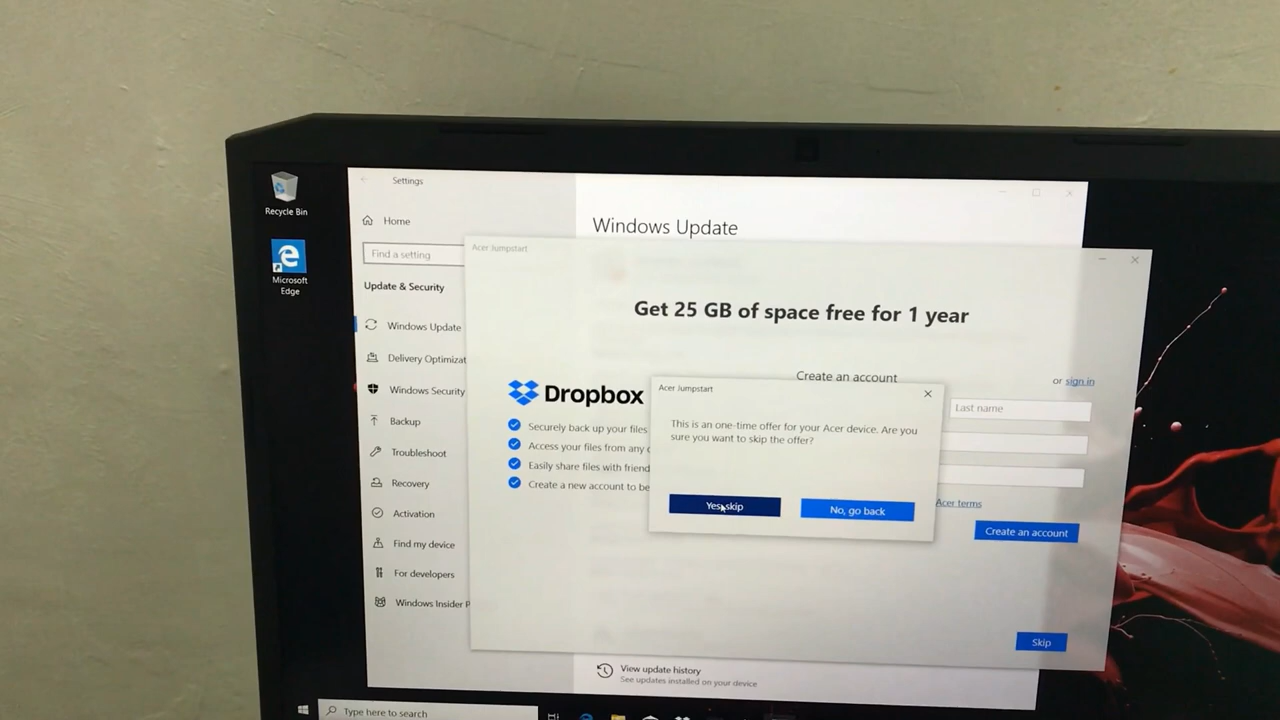 Recycle Bin
Microsoft
Edge
Settings
Home
Find a setting
Update & Security
Windows Update
Delivery Optimizat
Windows Security
Backup
Troubleshoot
Recovery
Activation
Find my device
For developers
Windows Insider P
Windows Update
Acer Jumpstart
Get 25 GB of space free for 1 year
Create an account
or sign in
Dropbox
Securely back up your files
Access your files from any
Easily share files with friend
Create a new account to be
Last name
Acer terms
Create an account
Skip
Acer Jumpstart
This is an one-time offer for your Acer device. Are you
sure you want to skip the offer?
Yes, skip
No, go back
View update history
See updates installed on your device
Type here to search